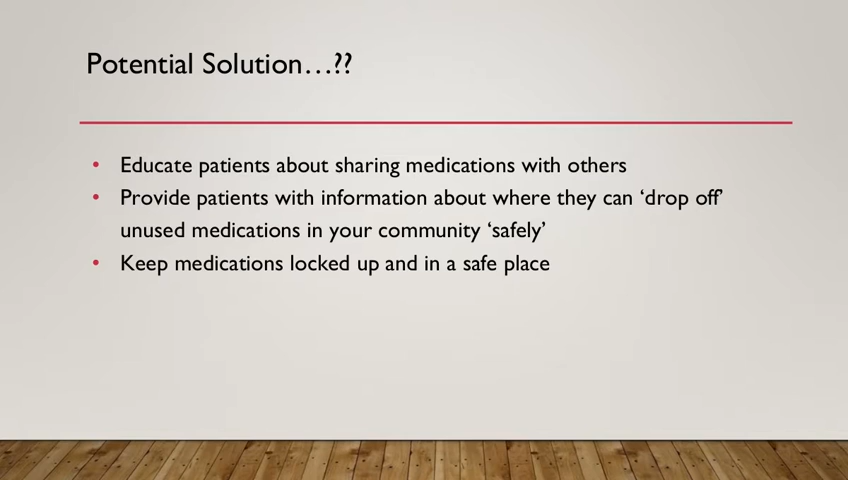 Potential Solution…??
• Educate patients about sharing medications with others
• Provide patients with information about where they can ‘drop off’
unused medications in your community ‘safely’
• Keep medications locked up and in a safe place